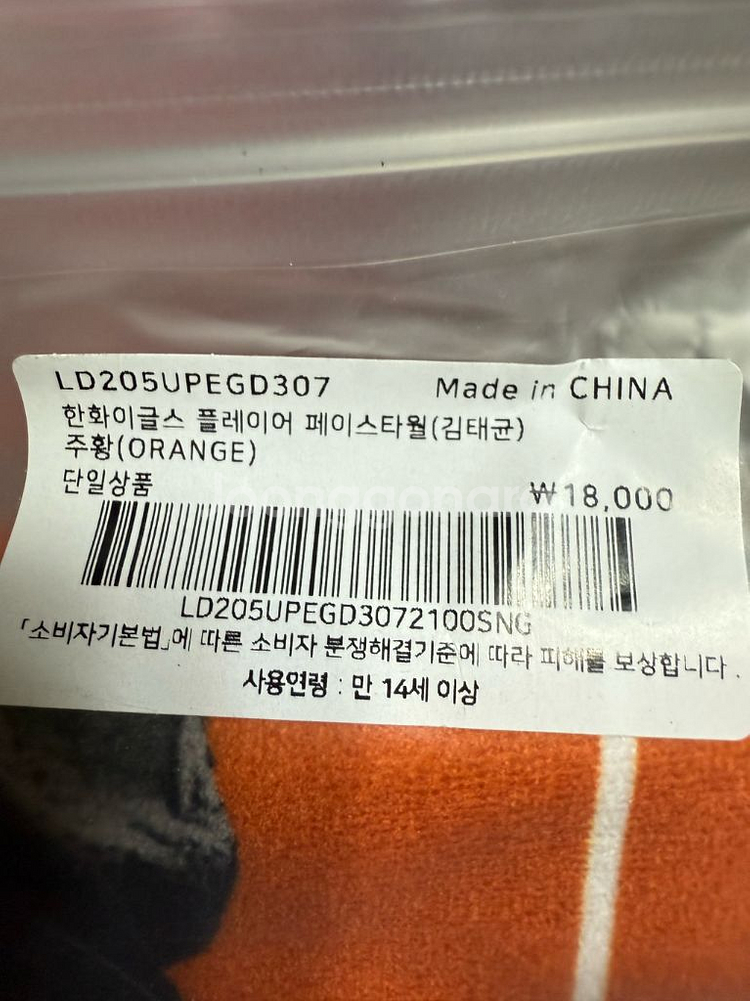 LD205UPEGD307 Made in CHINA
한화이글스 플레이어 페이스타월(김태균)
주황(ORANGE)
단일상품 ₩18,000
LD205UPEGD3072100SNG
「소비자기본법」에 따른 소비자 분쟁해결기준에 따라 피해를 보상합니다.
사용연령 : 만 14세 이상